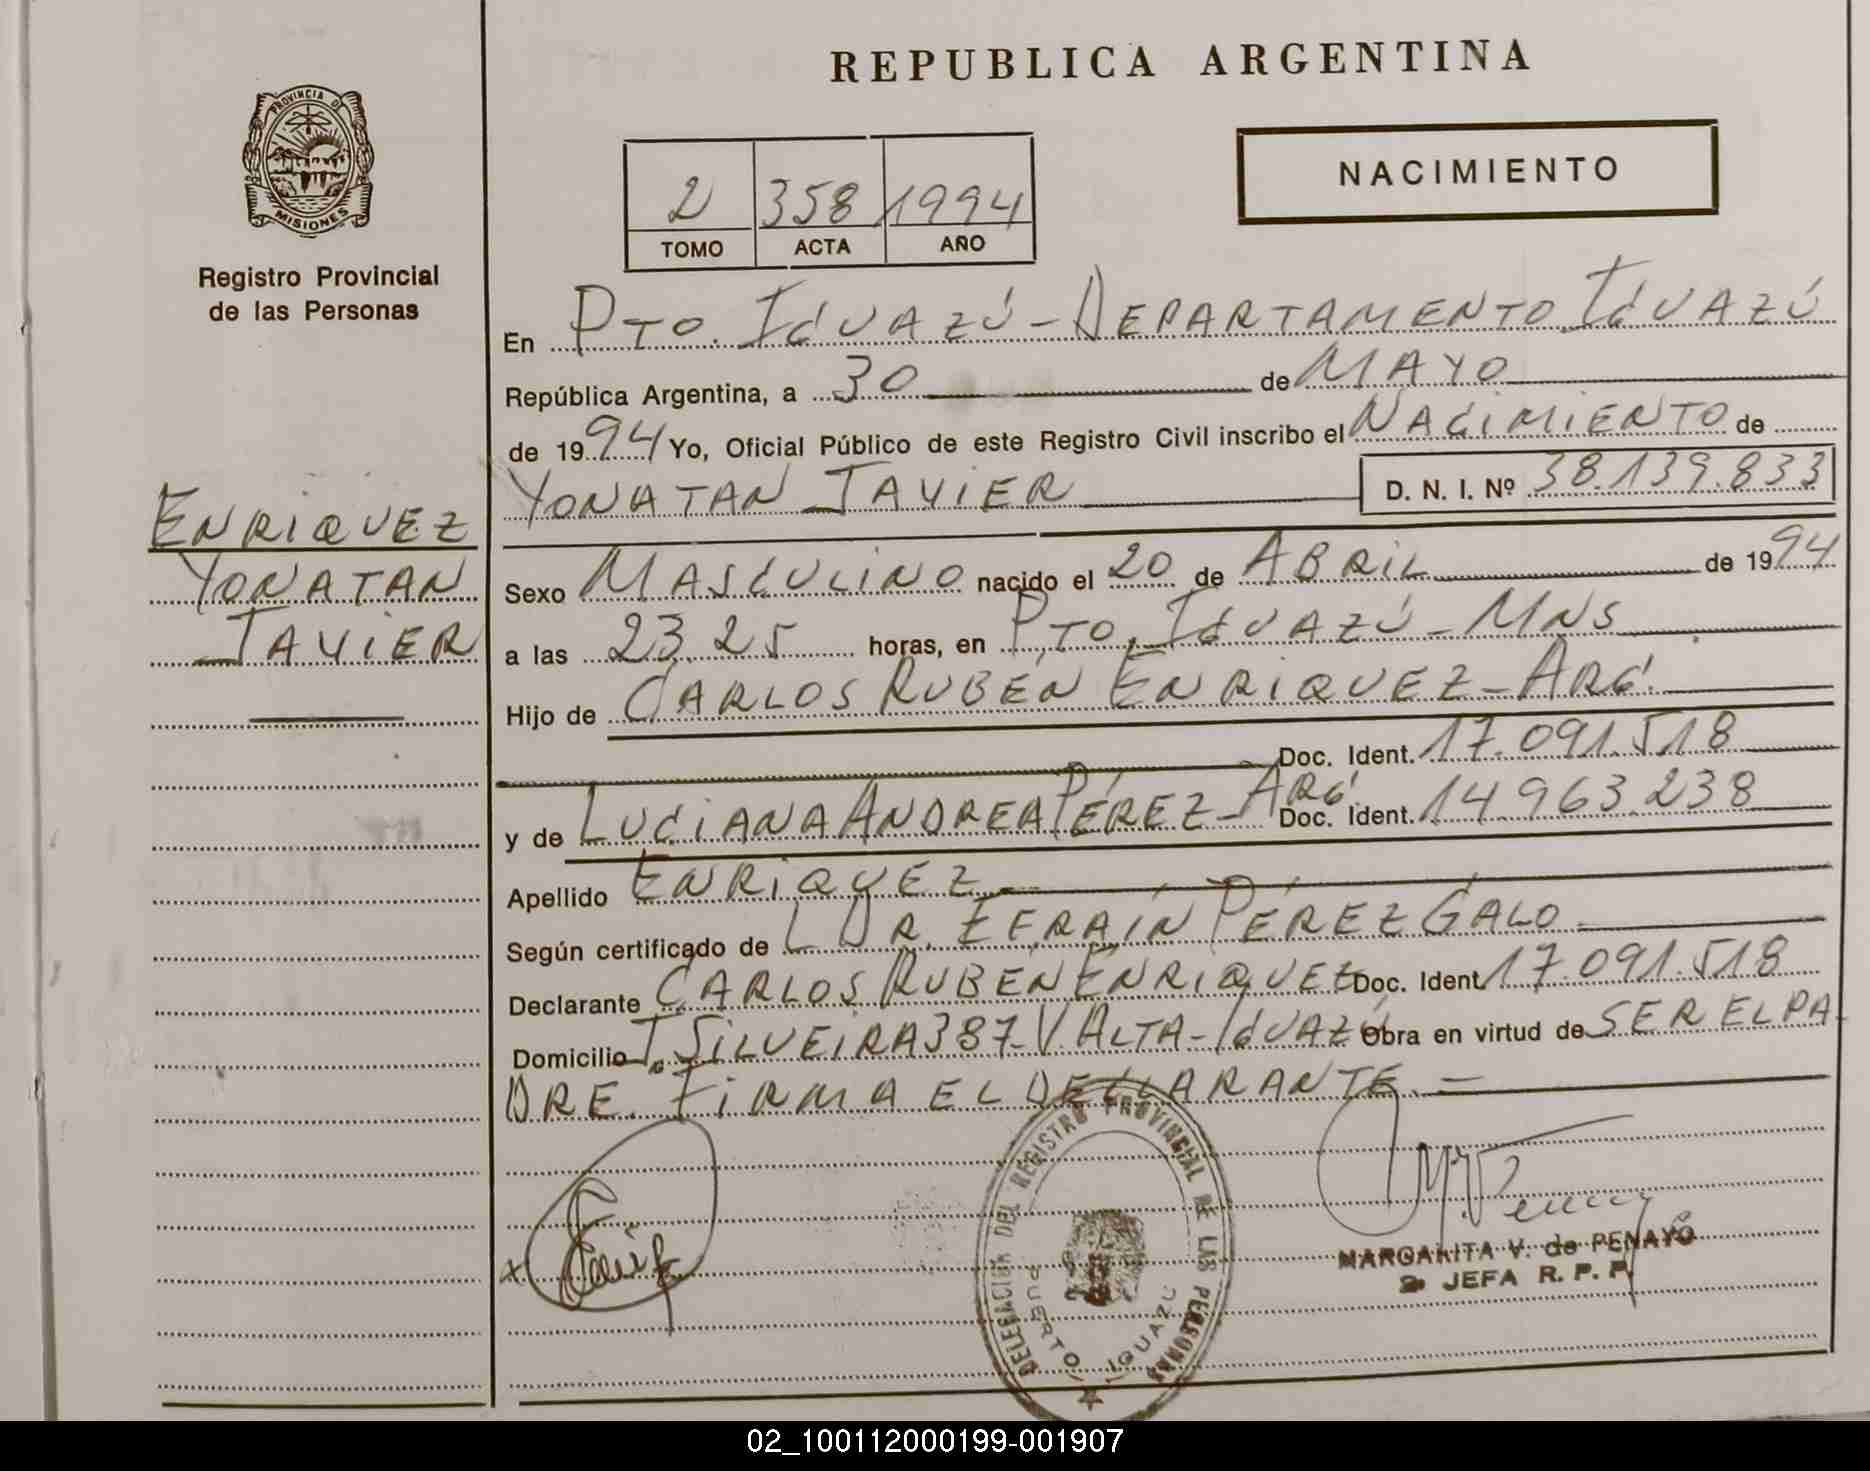 REPUBLICA ARGENTINA
PROVINCIA DE
MISIONES
Registro Provincial
de las Personas
2 358 1994
TOMO ACTA AÑO
NACIMIENTO
En PTO. IGUAZÚ - DEPARTAMENTO IGUAZÚ
República Argentina, a 30 de MAYO
de 1994 Yo, Oficial Público de este Registro Civil inscribo el NACIMIENTO de
YONATAN JAVIER D. N. I. Nº 38.139.833
ENRIQUEZ
YONATAN
JAVIER
Sexo MASCULINO nacido el 20 de ABRIL de 1994
a las 23,25 horas, en PTO. IGUAZÚ - MNS
Hijo de CARLOS RUBÉN ENRIQUEZ - ARG.
Doc. Ident. 17.091.518
y de LUCIANA ANDREA PÉREZ - ARG. Doc. Ident. 14.963.238
Apellido ENRIQUEZ
Según certificado de L DR. EFRAÍN PÉREZ GALO
Declarante CARLOS RUBÉN ENRIQUEZ Doc. Ident 17.091.518
Domicilio T. SILVEIRA 387 - V ALTA - IGUAZÚ Obra en virtud de SER EL PA-
DRE. FIRMA EL DECLARANTE. -
DELEGACION DEL REGISTRO PROVINCIAL DE LAS PERSONAS
PUERTO IGUAZU
MARGARITA V. de PENAYO
2º JEFA R. P. P.
02_100112000199-001907